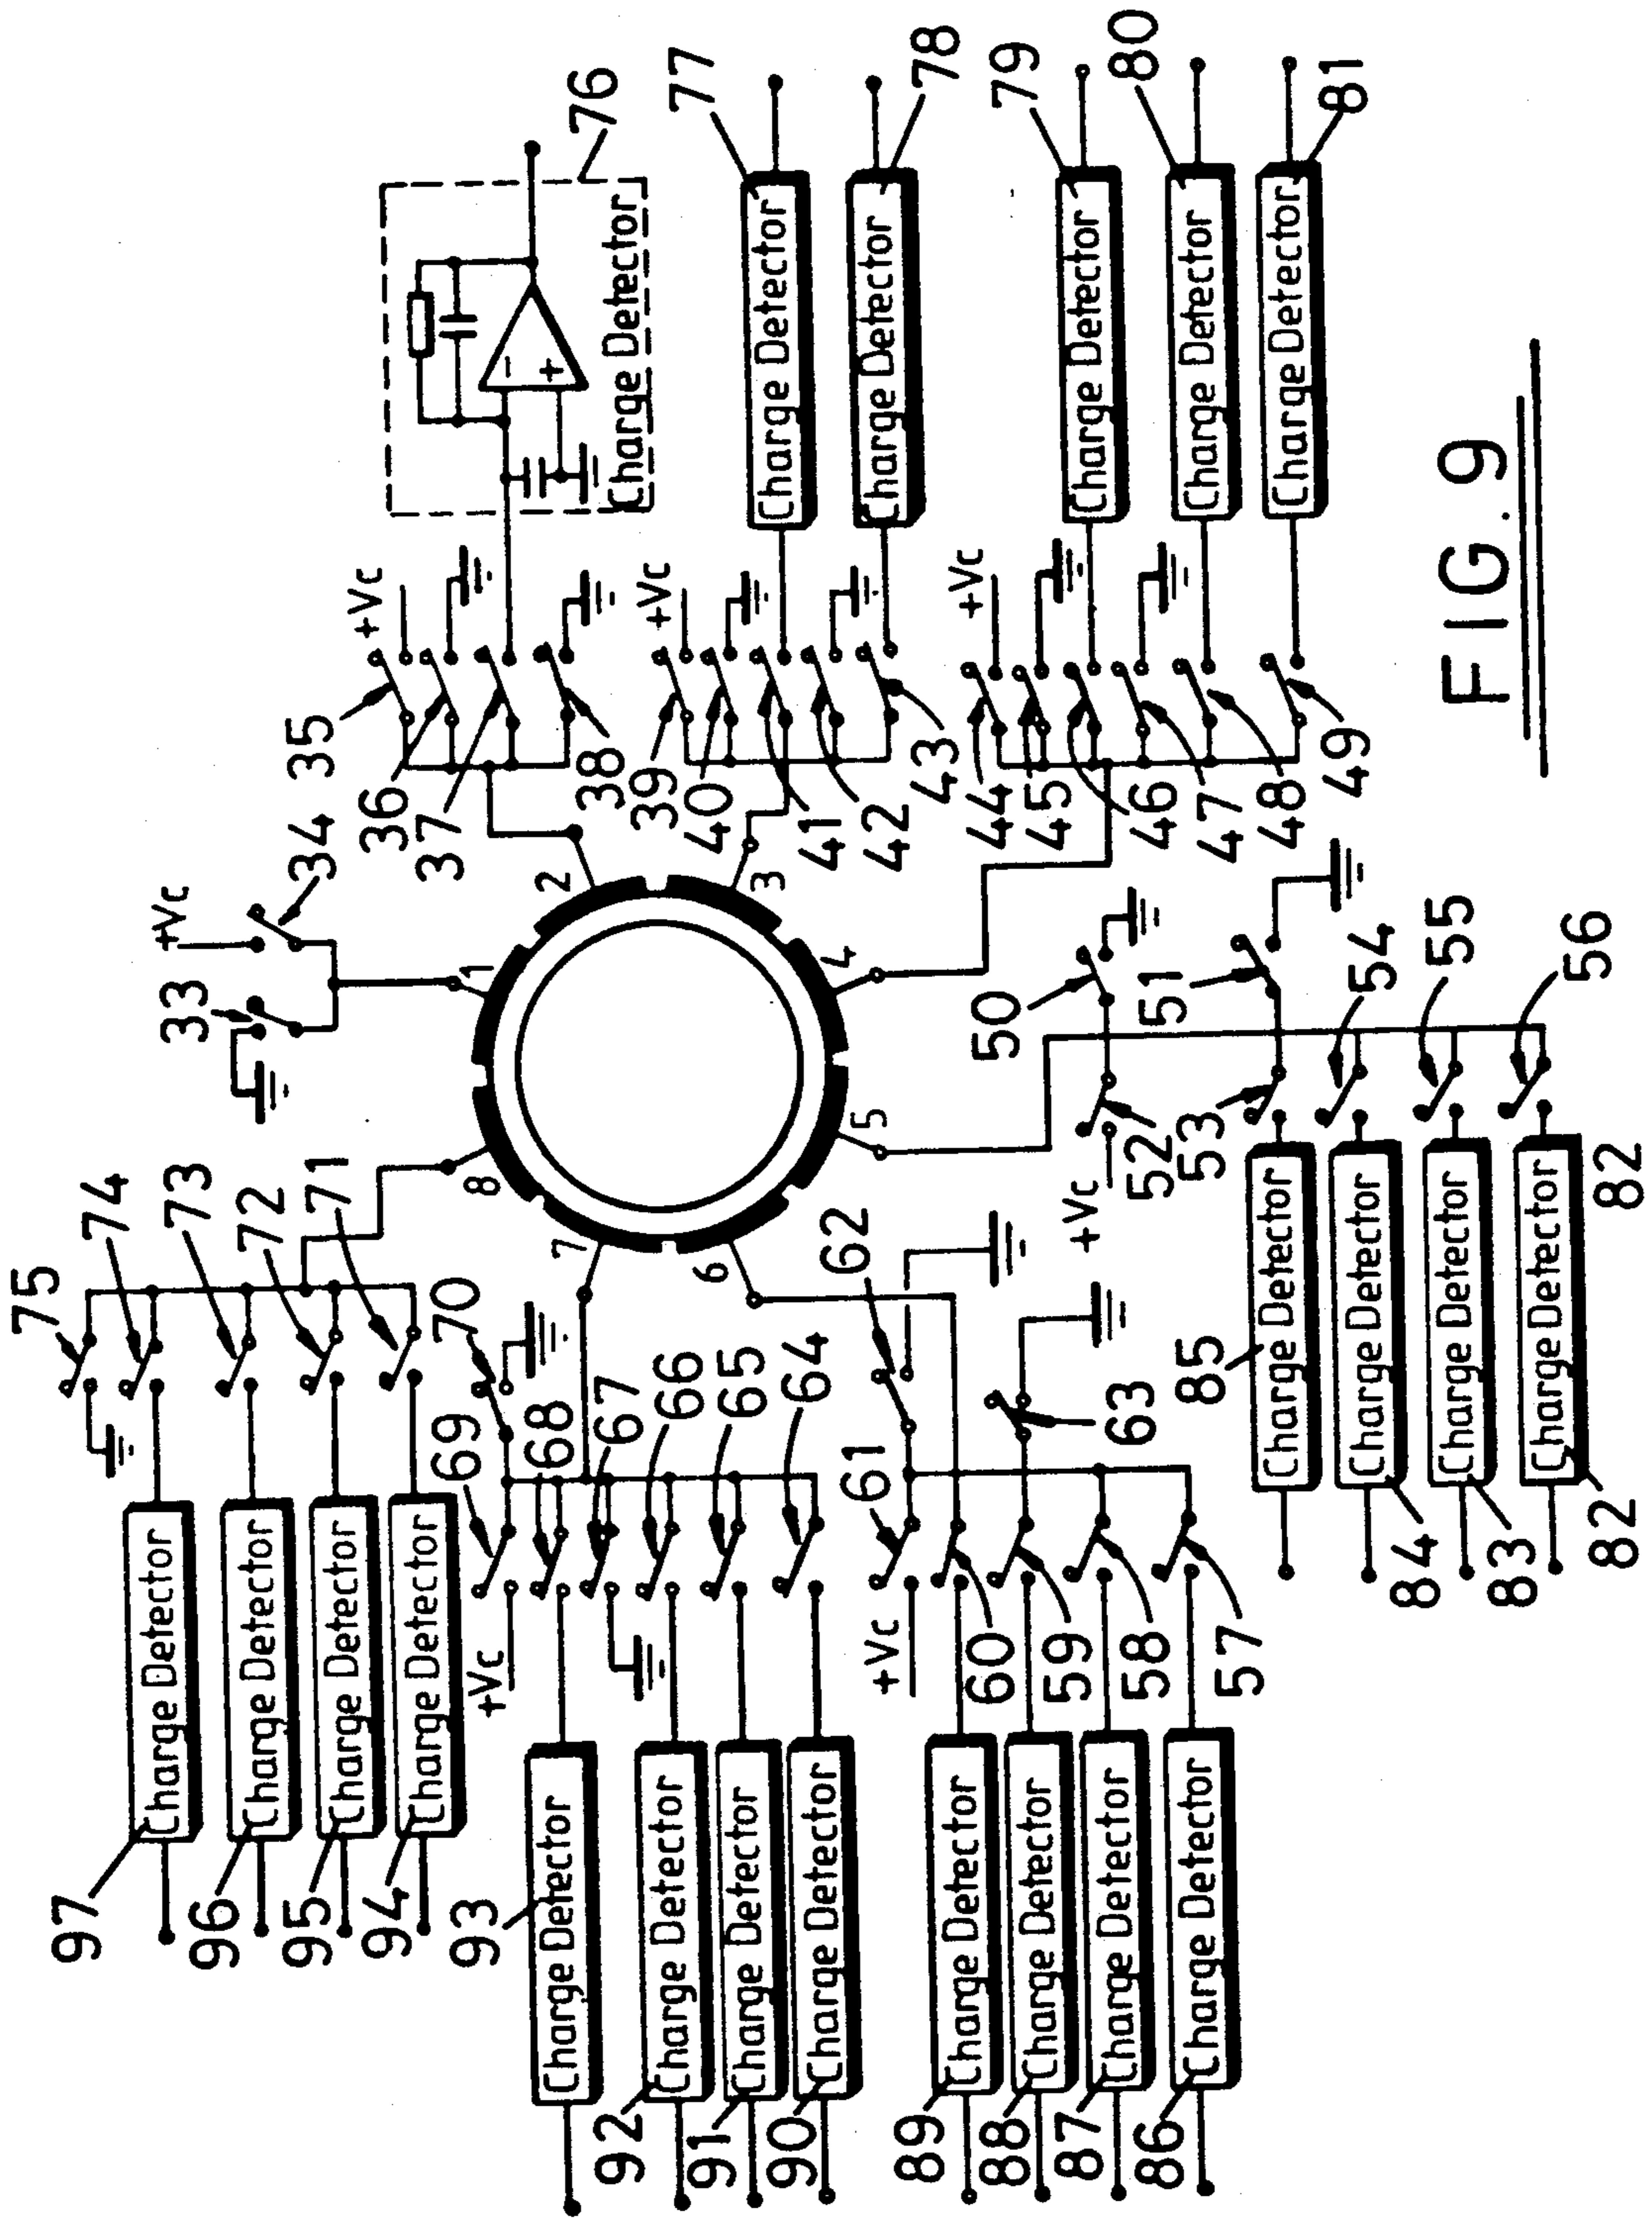 97
Charge Detector
96
Charge Detector
95
Charge Detector
94
Charge Detector
75
74
73
72
71
33
34
+Vc
35
+Vc
36
37
38
76
Charge Detector
-
+
93
Charge Detector
92
Charge Detector
91
Charge Detector
90
Charge Detector
+Vc
69
70
68
67
66
65
64
1
2
3
4
5
6
7
8
39
+Vc
40
41
42
43
77
Charge Detector
78
Charge Detector
89
Charge Detector
88
Charge Detector
87
Charge Detector
86
Charge Detector
+Vc
61
62
63
60
59
58
57
44
+Vc
45
46
47
48
49
79
Charge Detector
80
Charge Detector
81
Charge Detector
50
51
+Vc
52
53
54
55
56
85
Charge Detector
84
Charge Detector
83
Charge Detector
82
Charge Detector
82
FIG.9